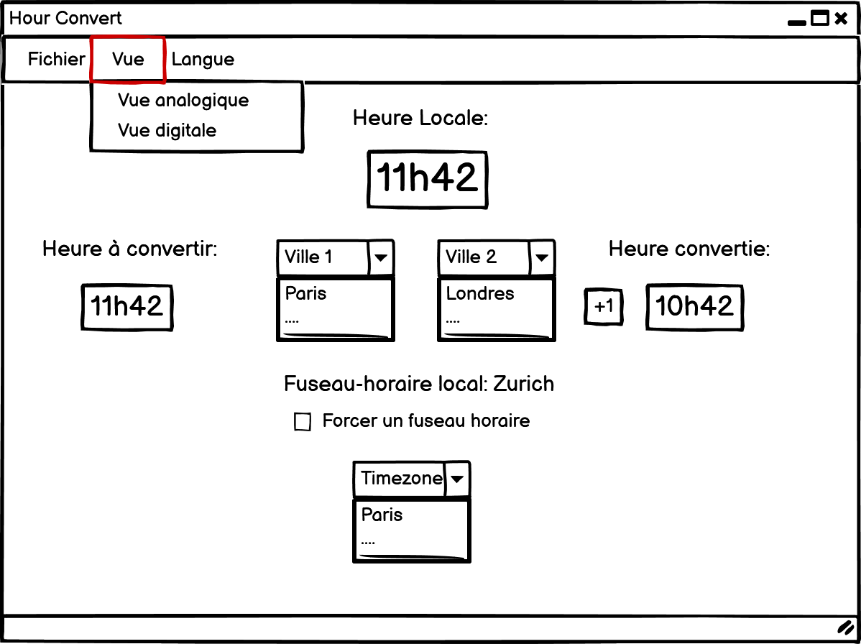 Hour Convert
Fichier Vue Langue
Vue analogique
Vue digitale
Heure Locale:
11h42
Heure à convertir:
11h42
Ville 1
Paris
....
Ville 2
Londres
....
Heure convertie:
+1
10h42
Fuseau-horaire local: Zurich
Forcer un fuseau horaire
Timezone
Paris
....